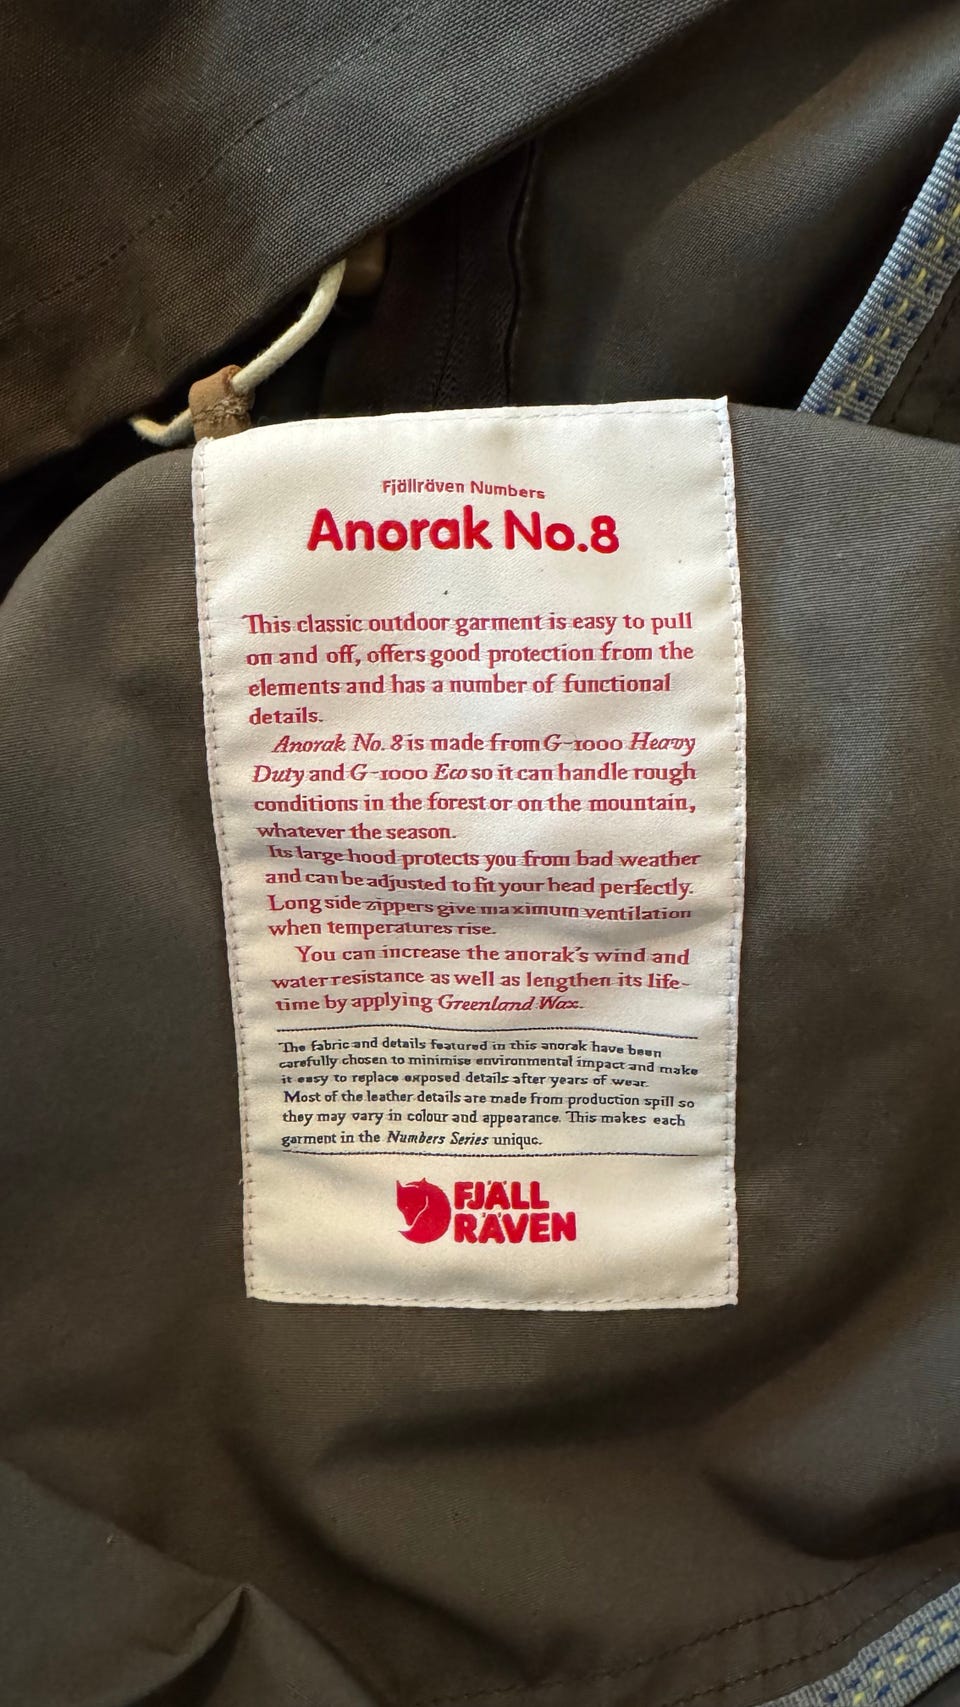 Fjällräven Numbers
Anorak No.8
This classic outdoor garment is easy to pull
on and off, offers good protection from the
elements and has a number of functional
details.
Anorak No. 8 is made from G-1000 Heavy
Duty and G-1000 Eco so it can handle rough
conditions in the forest or on the mountain,
whatever the season.
Its large hood protects you from bad weather
and can be adjusted to fit your head perfectly.
Long side zippers give maximum ventilation
when temperatures rise.
You can increase the anorak's wind and
water resistance as well as lengthen its life-
time by applying Greenland Wax.
The fabric and details featured in this anorak have been
carefully chosen to minimise environmental impact and make
it easy to replace exposed details after years of wear.
Most of the leather details are made from production spill so
they may vary in colour and appearance. This makes each
garment in the Numbers Series unique.
FJÄLL
RÄVEN